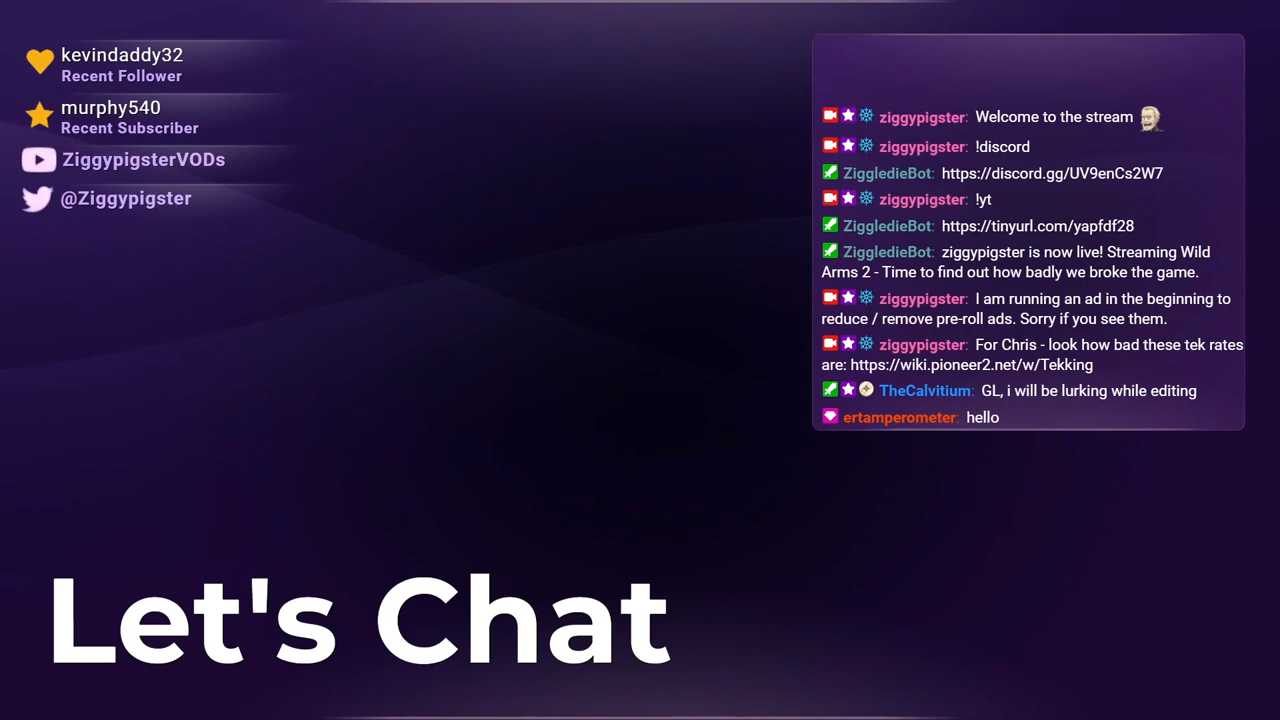 kevindaddy32
Recent Follower
murphy540
Recent Subscriber
ZiggypigsterVODs
@Ziggypigster
ziggypigster: Welcome to the stream
ziggypigster: !discord
ZiggledieBot: https://discord.gg/UV9enCs2W7
ziggypigster: !yt
ZiggledieBot: https://tinyurl.com/yapfdf28
ZiggledieBot: ziggypigster is now live! Streaming Wild
Arms 2 - Time to find out how badly we broke the game.
ziggypigster: I am running an ad in the beginning to
reduce / remove pre-roll ads. Sorry if you see them.
ziggypigster: For Chris - look how bad these tek rates
are: https://wiki.pioneer2.net/w/Tekking
TheCalvitium: GL, i will be lurking while editing
ertamperometer: hello
Let's Chat